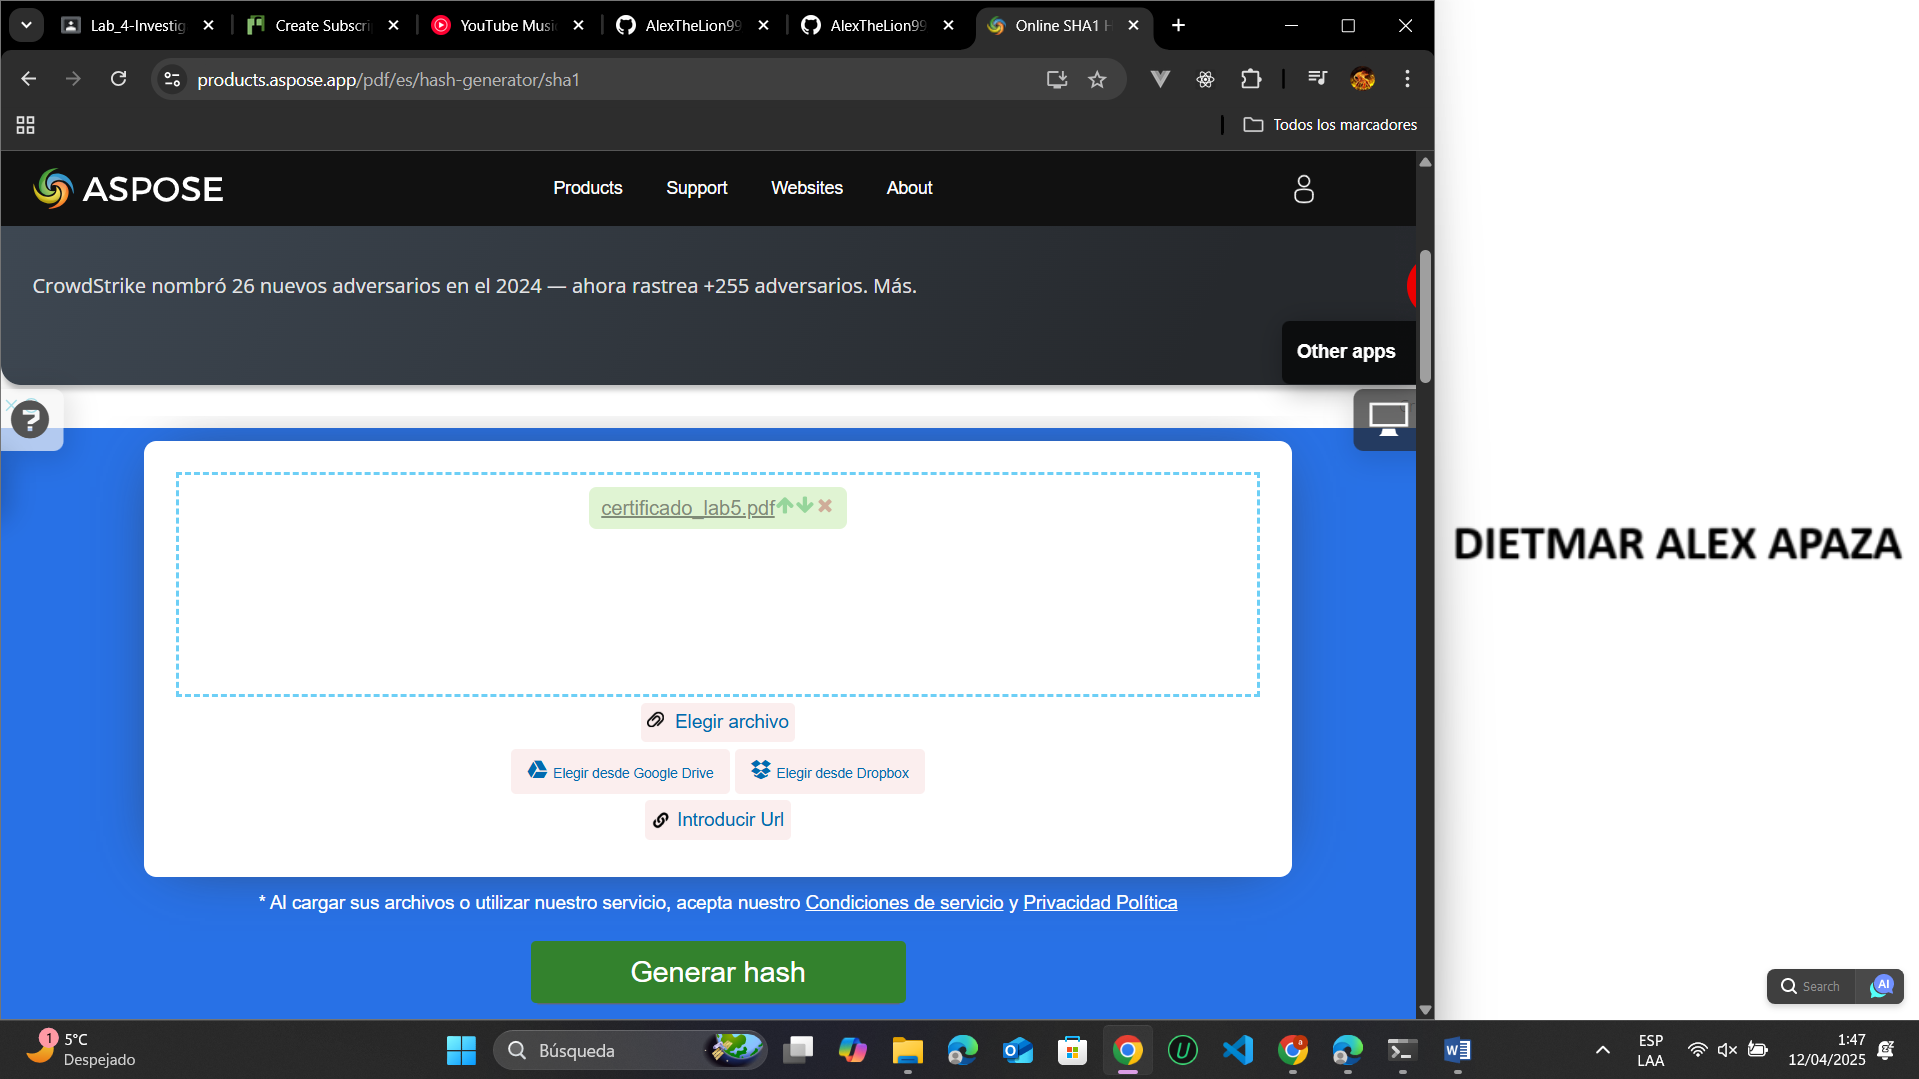 Lab_4-Investig
Create Subscri
YouTube Musi
AlexTheLion99
AlexTheLion99
Online SHA1 H
products.aspose.app/pdf/es/hash-generator/sha1
Todos los marcadores
ASPOSE
Products
Support
Websites
About
CrowdStrike nombró 26 nuevos adversarios en el 2024 — ahora rastrea +255 adversarios. Más.
Other apps
certificado_lab5.pdf
DIETMAR ALEX APAZA
Elegir archivo
Elegir desde Google Drive
Elegir desde Dropbox
Introducir Url
* Al cargar sus archivos o utilizar nuestro servicio, acepta nuestro Condiciones de servicio y Privacidad Política
Generar hash
Search
AI
1
5°C
Despejado
Búsqueda
ESP
LAA
1:47
12/04/2025